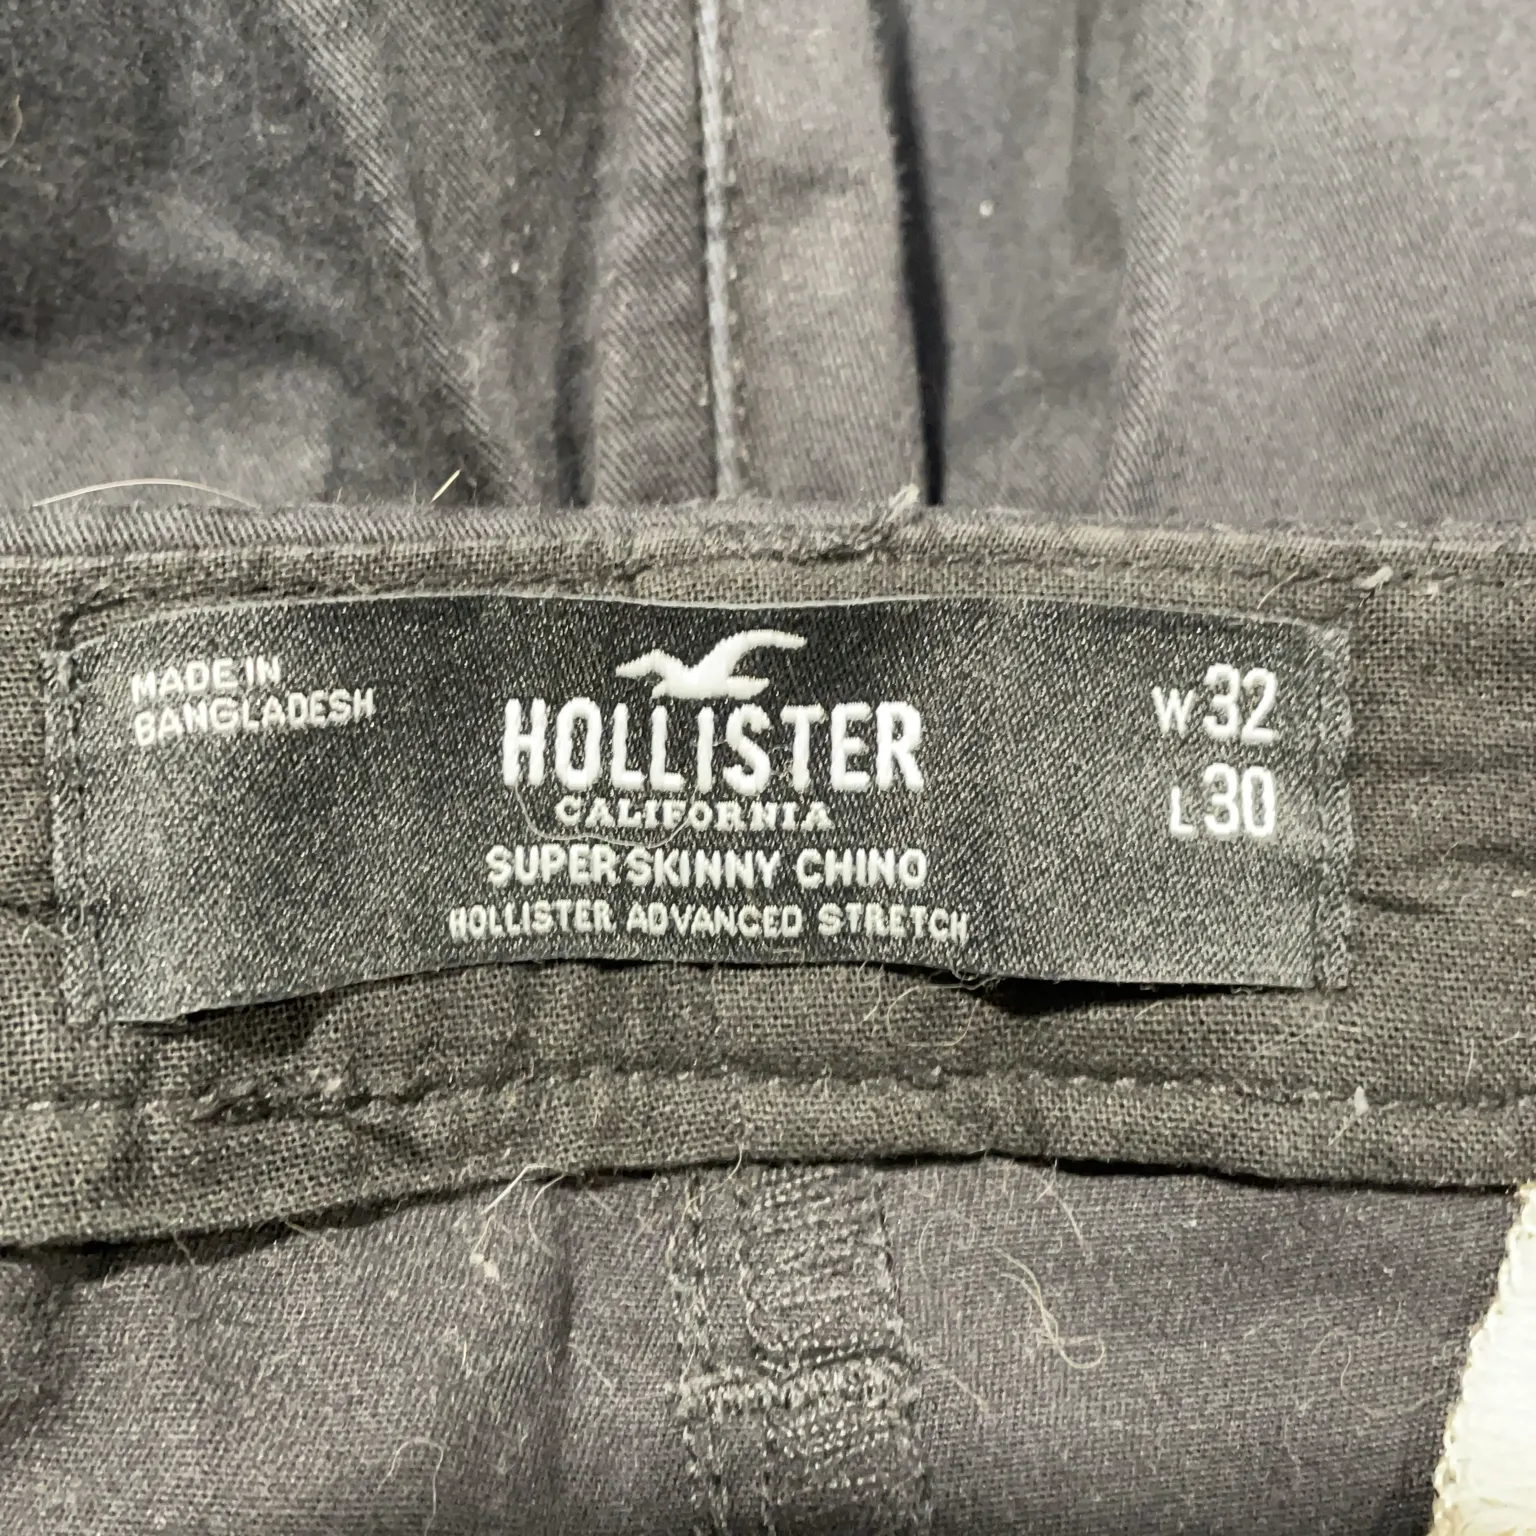 MADE IN
BANGLADESH
HOLLISTER
CALIFORNIA
SUPER SKINNY CHINO
HOLLISTER ADVANCED STRETCH
W 32
L 30